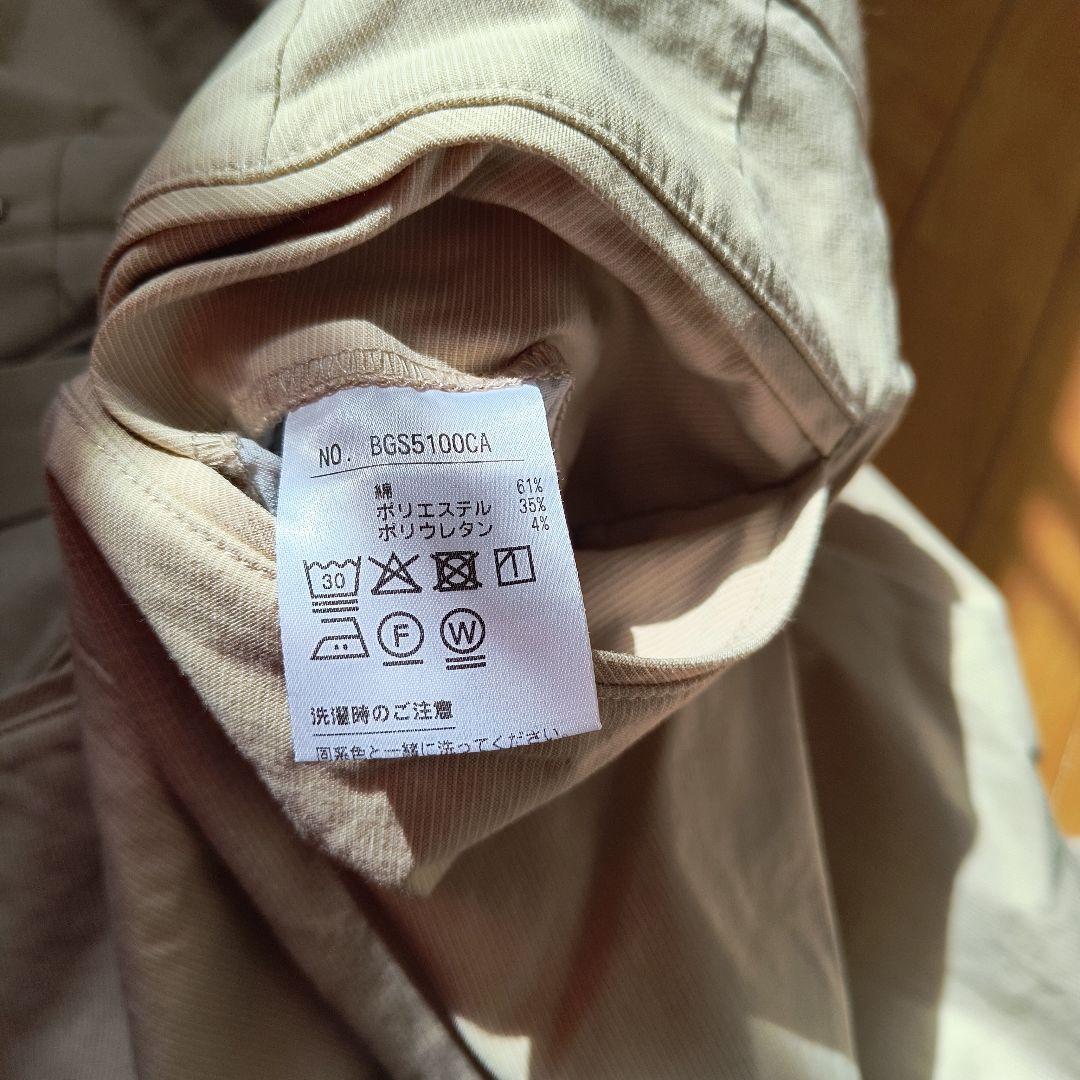 NO. BGS5100CA
綿 61%
ポリエステル 35%
ポリウレタン 4%
30
F W
洗濯時のご注意
同系色と一緒に洗ってください